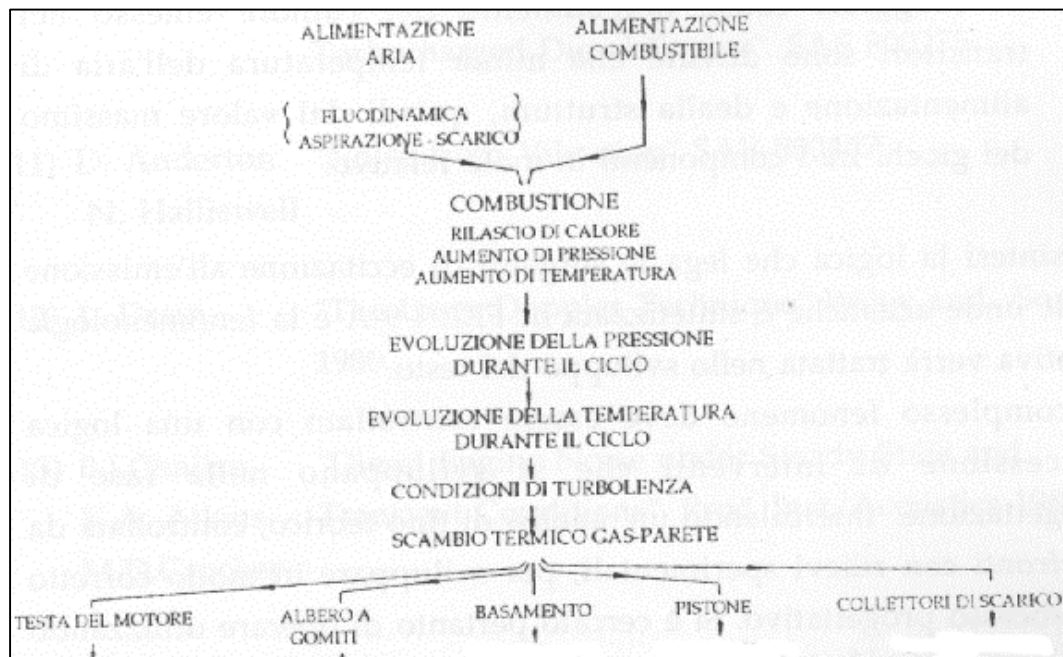 ALIMENTAZIONE
ARIA
ALIMENTAZIONE
COMBUSTIBILE
FLUODINAMICA
ASPIRAZIONE - SCARICO
COMBUSTIONE
RILASCIO DI CALORE
AUMENTO DI PRESSIONE
AUMENTO DI TEMPERATURA
EVOLUZIONE DELLA PRESSIONE
DURANTE IL CICLO
EVOLUZIONE DELLA TEMPERATURA
DURANTE IL CICLO
CONDIZIONI DI TURBOLENZA
SCAMBIO TERMICO GAS-PARETE
TESTA DEL MOTORE
ALBERO A
GOMITI
BASAMENTO
PISTONE
COLLETTORI DI SCARICO